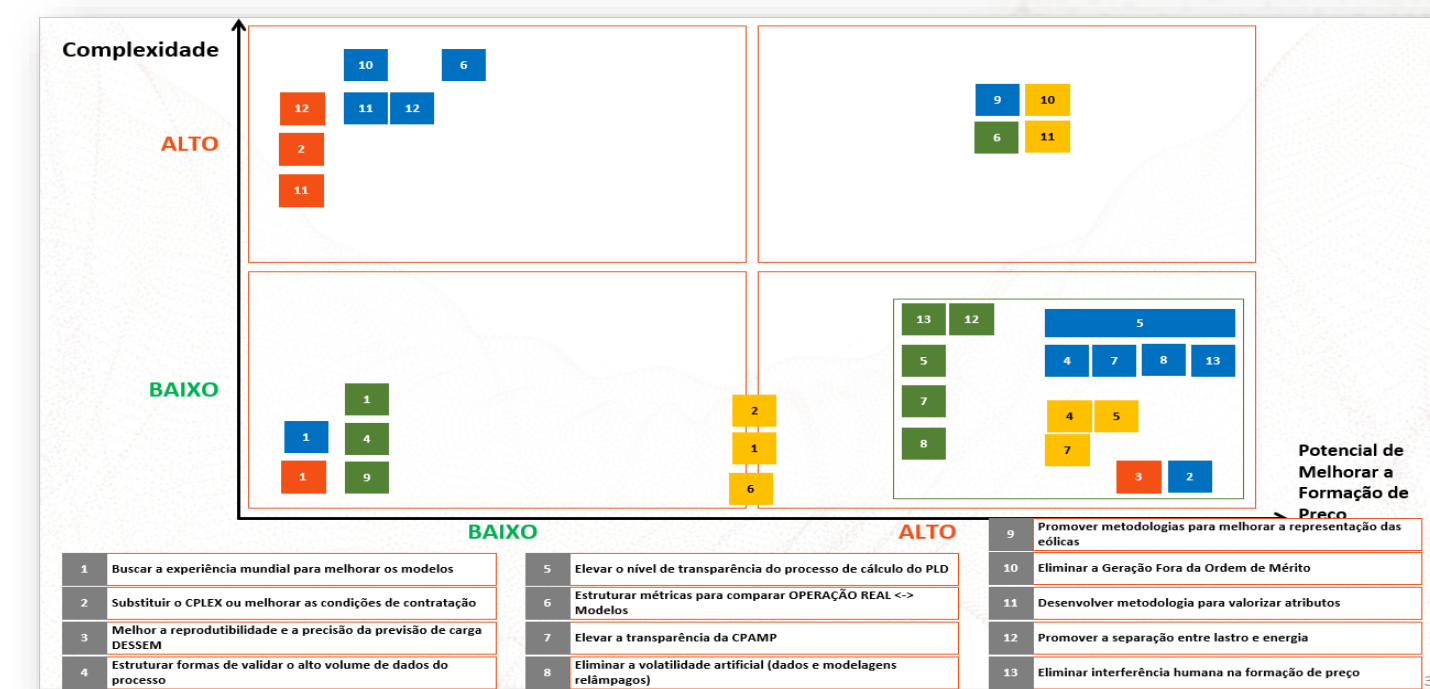 Complexidade
10
6
12
11
12
9
10
ALTO
2
6
11
11
13
12
5
5
4
7
8
13
BAIXO
1
2
7
4
5
1
4
1
8
7
Potencial de
Melhorar a
Formação de
Preço
1
9
6
3
2
BAIXO
ALTO
9
Promover metodologias para melhorar a representação das
eólicas
1
Buscar a experiência mundial para melhorar os modelos
5
Elevar o nível de transparência do processo de cálculo do PLD
10
Eliminar a Geração Fora da Ordem de Mérito
2
Substituir o CPLEX ou melhorar as condições de contratação
6
Estruturar métricas para comparar OPERAÇÃO REAL <->
Modelos
11
Desenvolver metodologia para valorizar atributos
3
Melhor a reprodutibilidade e a precisão da previsão de carga
DESSEM
7
Elevar a transparência da CPAMP
12
Promover a separação entre lastro e energia
4
Estruturar formas de validar o alto volume de dados do
processo
8
Eliminar a volatilidade artificial (dados e modelagens
relâmpagos)
13
Eliminar interferência humana na formação de preço